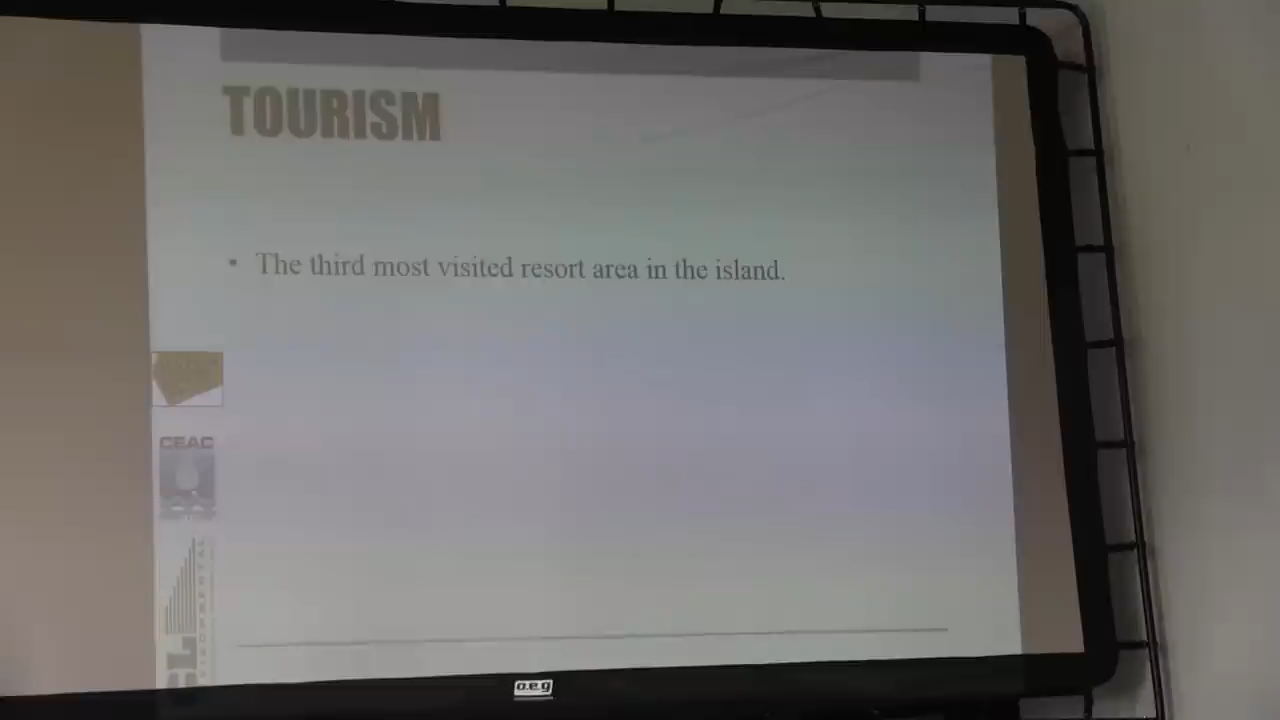 TOURISM
• The third most visited resort area in the island.
CEAC
aeg